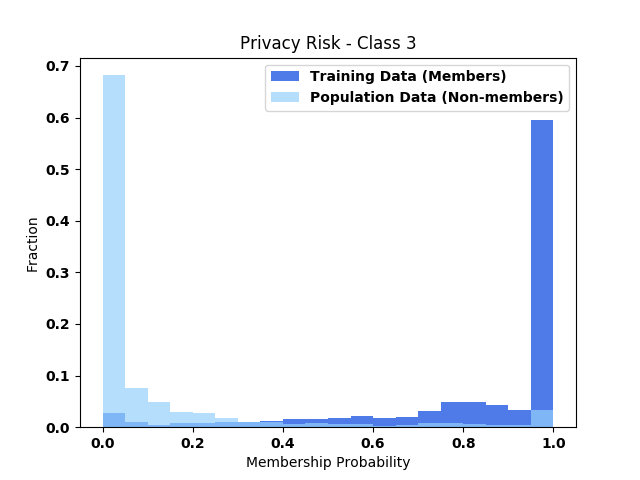 Privacy Risk - Class 3
Training Data (Members)
Population Data (Non-members)
Fraction
0.7
0.6
0.5
0.4
0.3
0.2
0.1
0.0
0.0 0.2 0.4 0.6 0.8 1.0
Membership Probability